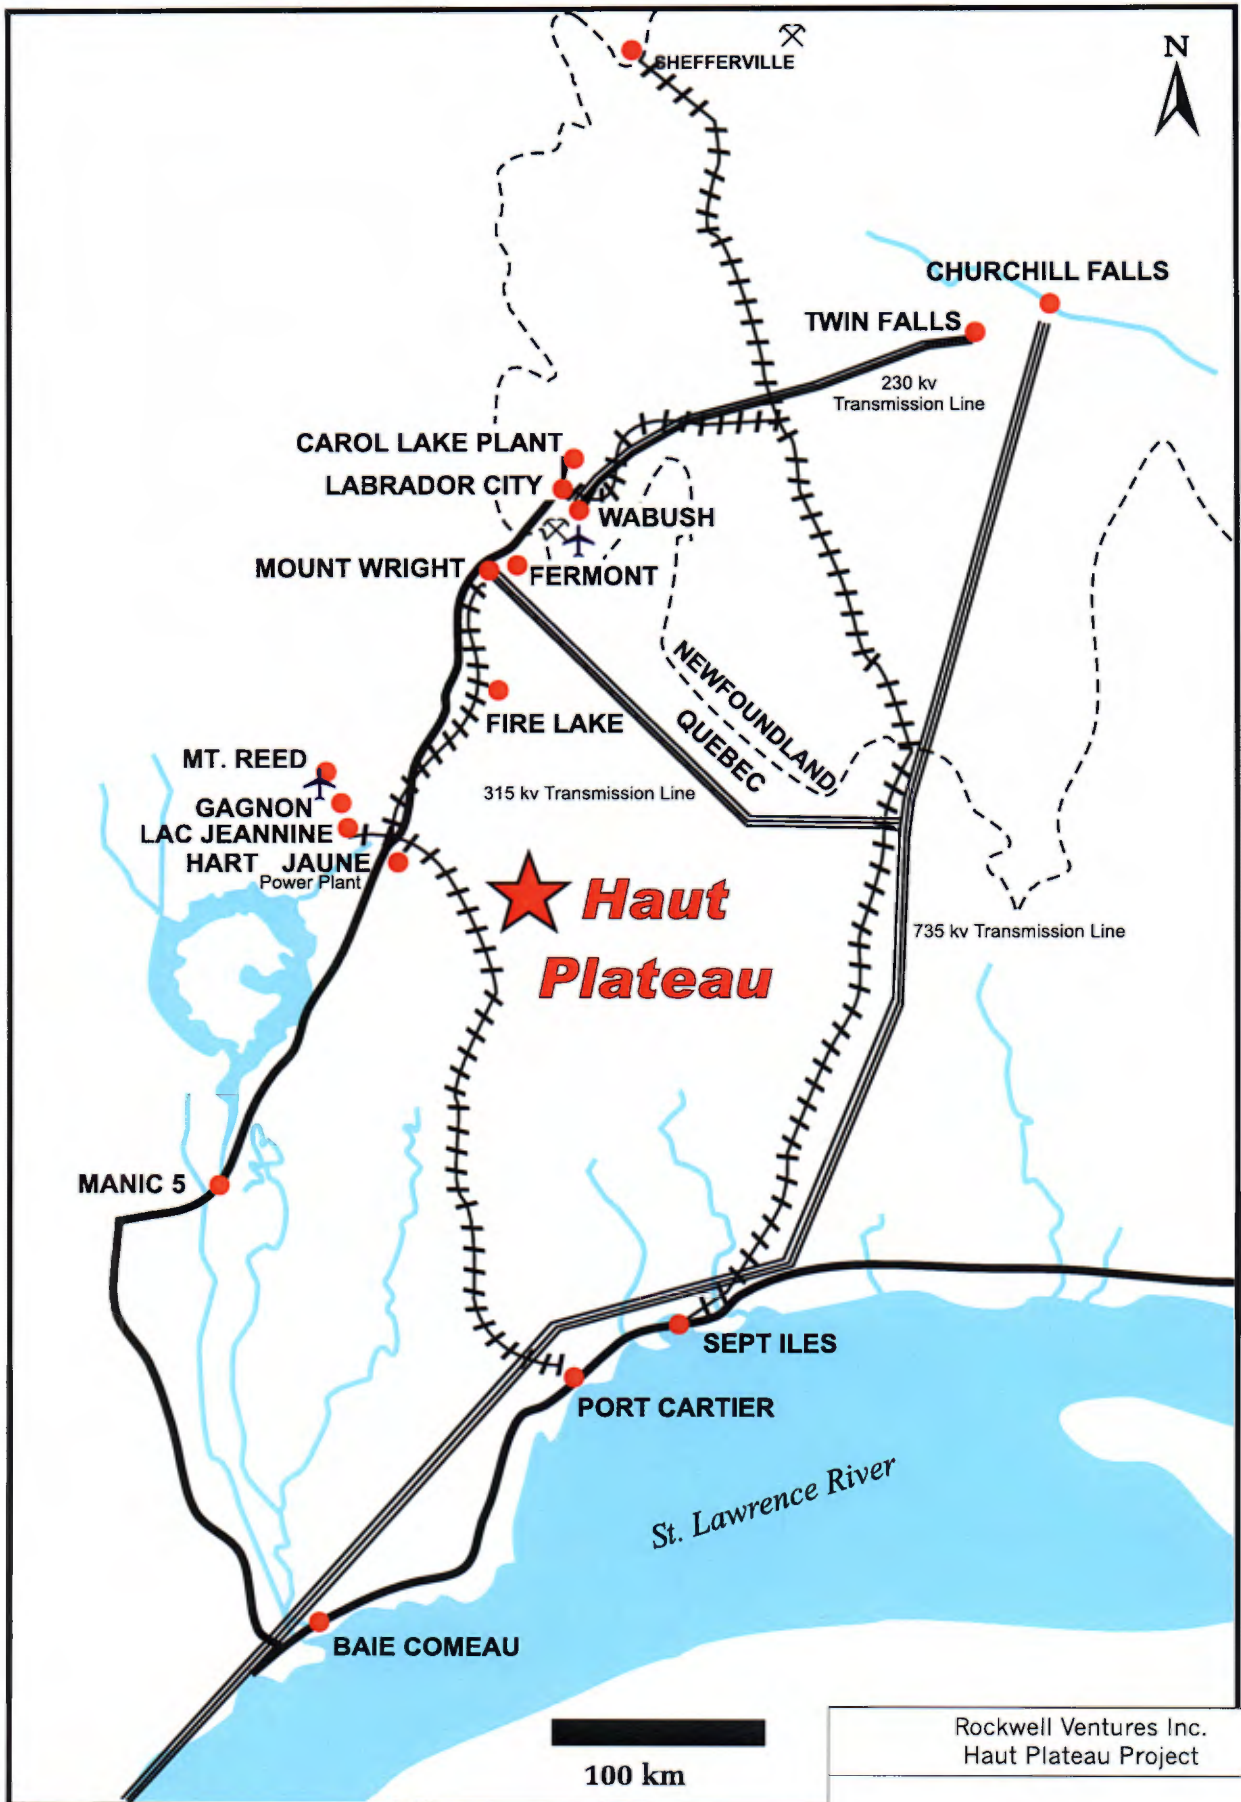 N
SHEFFERVILLE
CHURCHILL FALLS
TWIN FALLS
230 kv
Transmission Line
CAROL LAKE PLANT
LABRADOR CITY
WABUSH
MOUNT WRIGHT
FERMONT
NEWFOUNDLAND
QUEBEC
FIRE LAKE
MT. REED
315 kv Transmission Line
GAGNON
LAC JEANNINE
HART JAUNE
Power Plant
Haut
Plateau
735 kv Transmission Line
MANIC 5
SEPT ILES
PORT CARTIER
St. Lawrence River
BAIE COMEAU
100 km
Rockwell Ventures Inc.
Haut Plateau Project